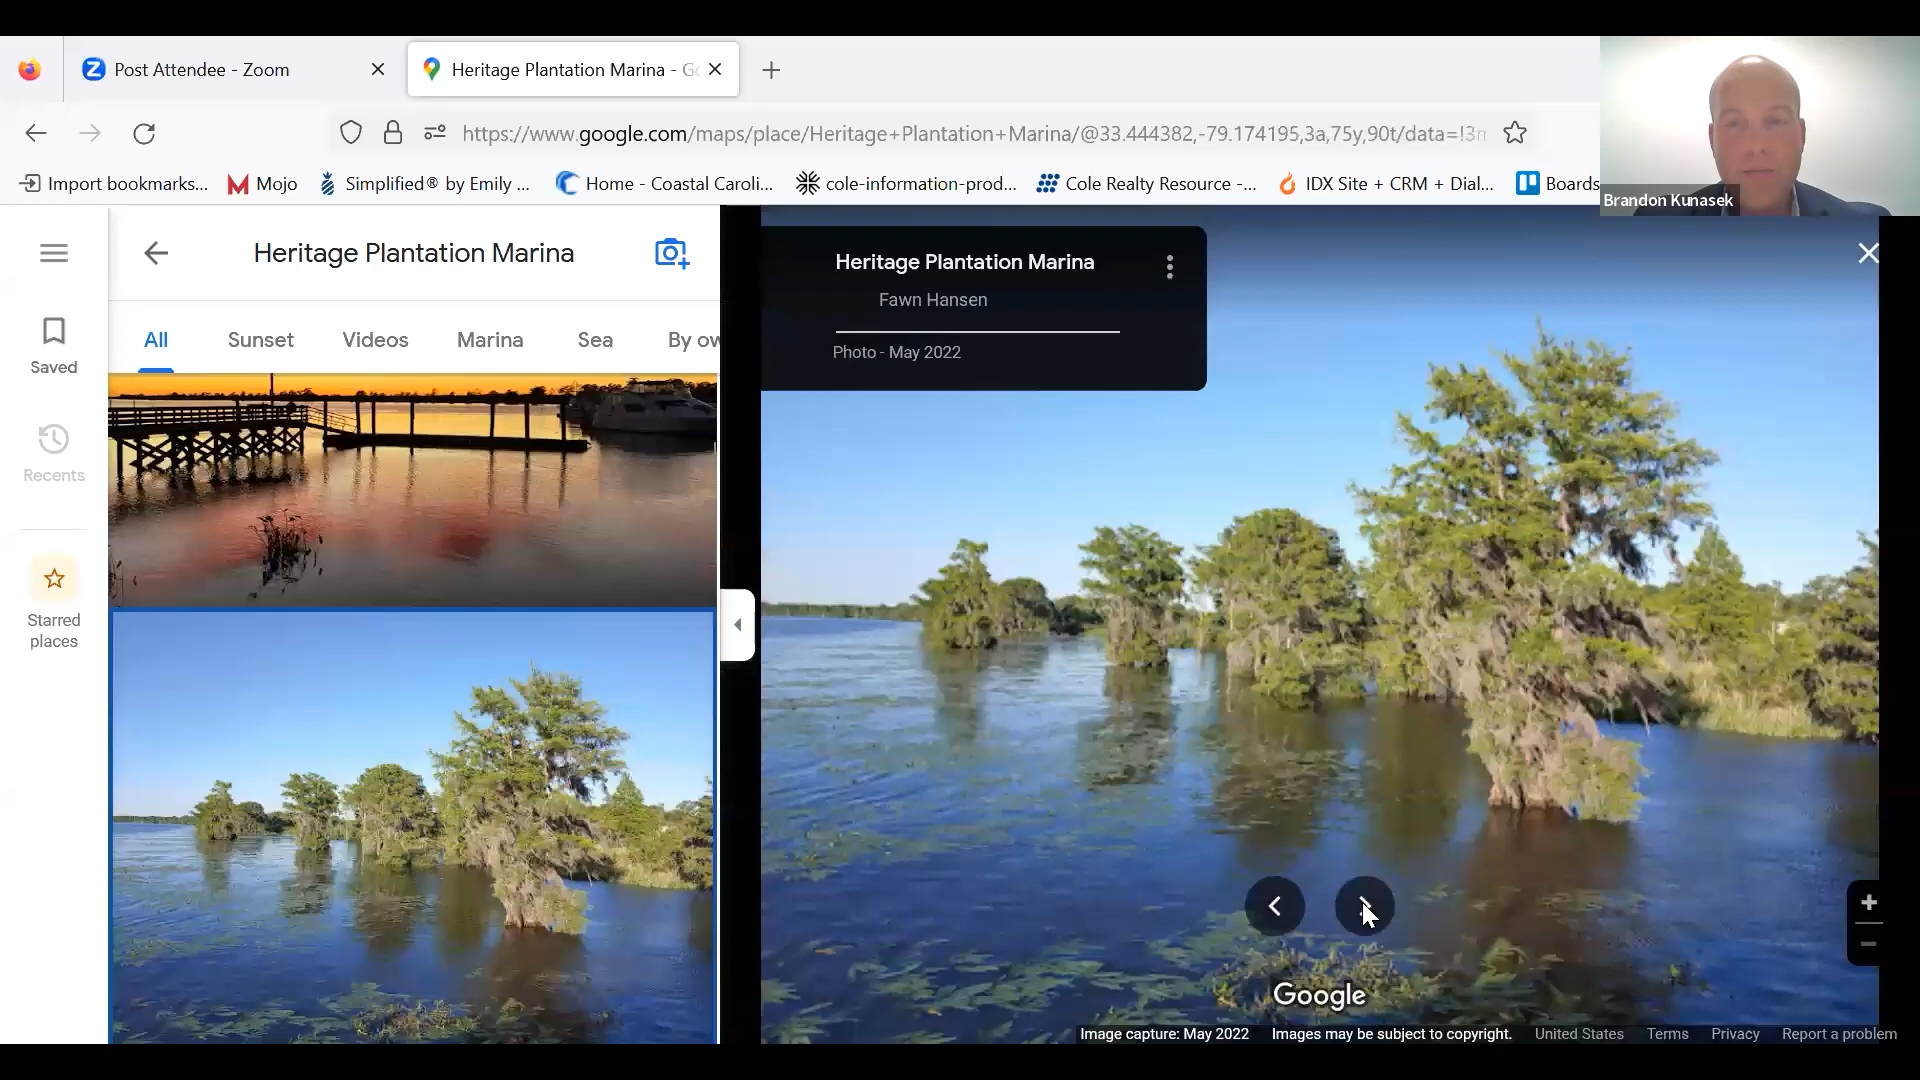 Post Attendee - Zoom
Heritage Plantation Marina - Go
https://www.google.com/maps/place/Heritage+Plantation+Marina/@33.444382,-79.174195,3a,75y,90t/data=!3m
Import bookmarks...
Mojo
Simplified® by Emily ...
Home - Coastal Caroli...
cole-information-prod...
Cole Realty Resource -...
IDX Site + CRM + Dial...
Boards
Brandon Kunasek
Saved
Recents
Starred
places
Heritage Plantation Marina
All
Sunset
Videos
Marina
Sea
By ow
Heritage Plantation Marina
Fawn Hansen
Photo - May 2022
Google
Image capture: May 2022
Images may be subject to copyright.
United States
Terms
Privacy
Report a problem